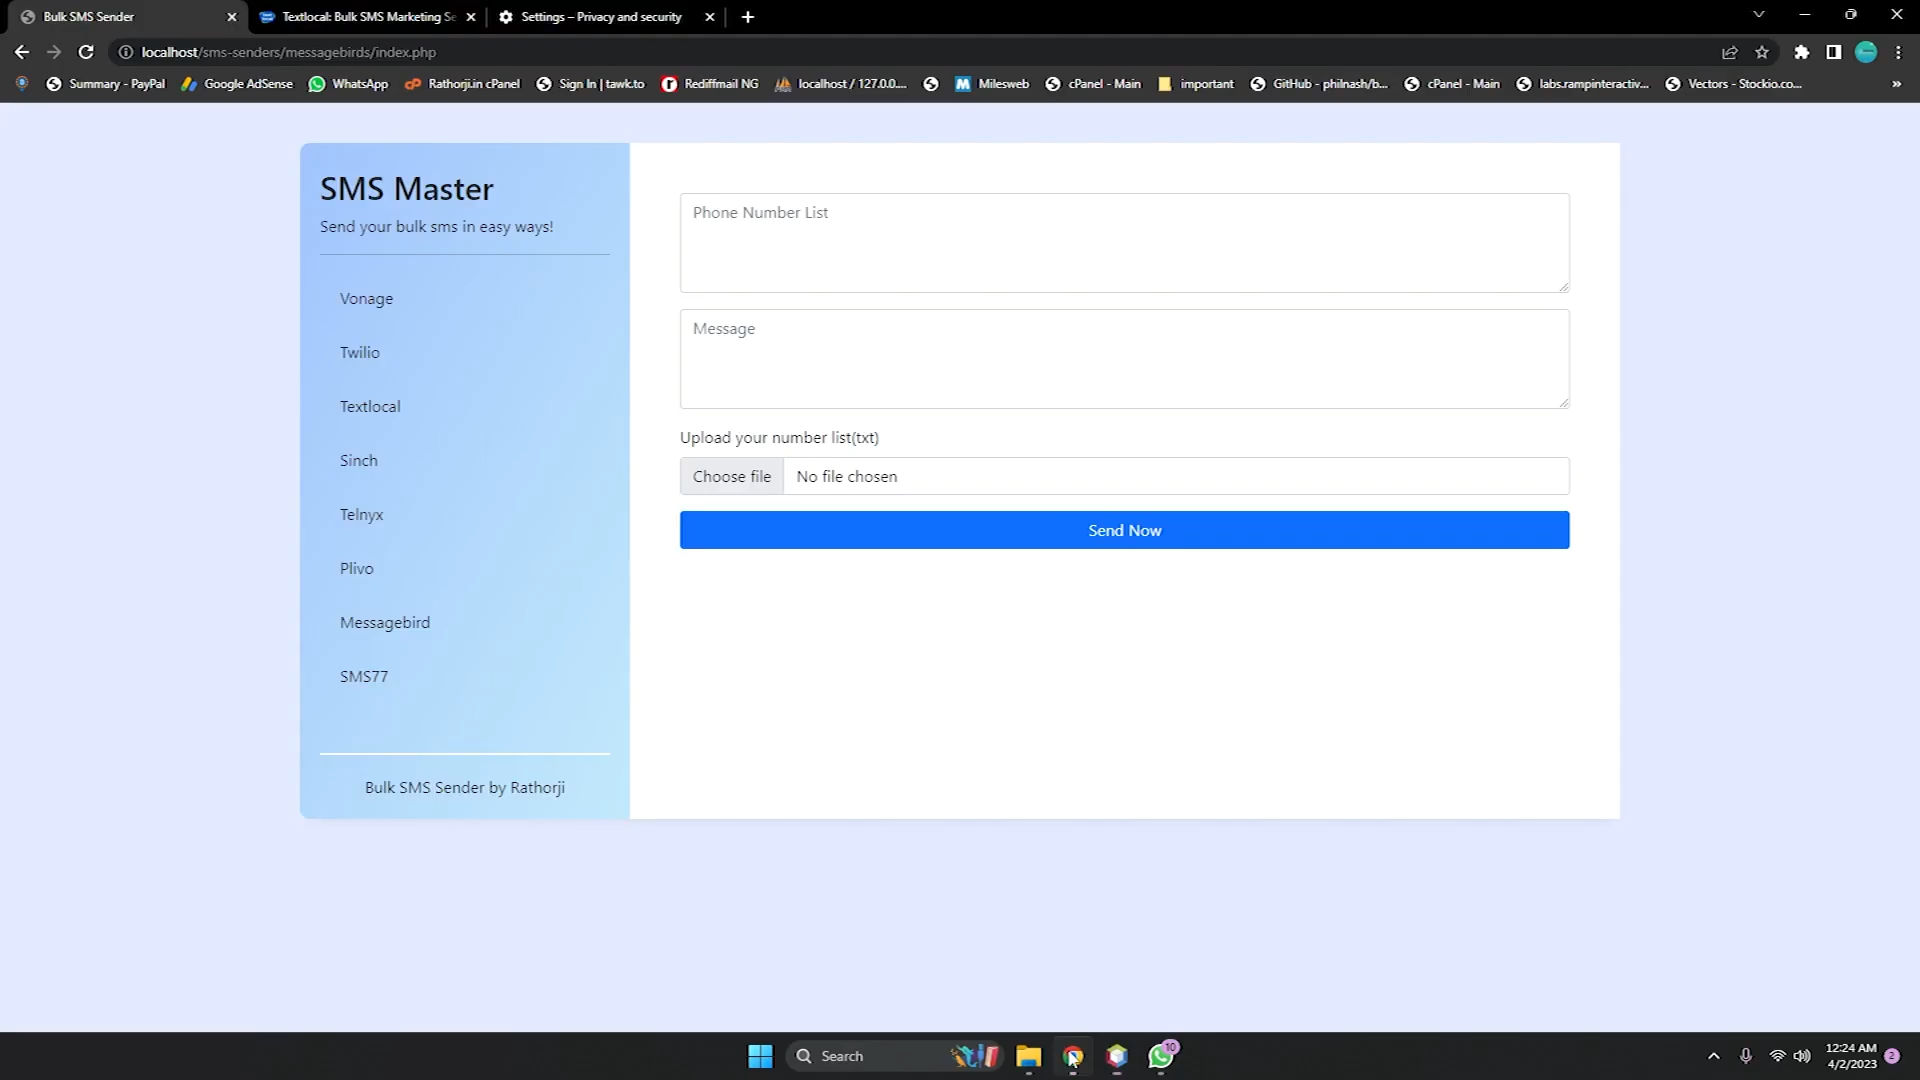 Bulk SMS Sender
Textlocal: Bulk SMS Marketing Se
Settings – Privacy and security
localhost/sms-senders/messagebirds/index.php
Summary - PayPal
Google AdSense
WhatsApp
Rathorji.in cPanel
Sign In | tawk.to
Rediffmail NG
localhost / 127.0.0....
Milesweb
cPanel - Main
important
GitHub - philnash/b...
cPanel - Main
labs.rampinteractiv...
Vectors - Stockio.co...
»
SMS Master
Send your bulk sms in easy ways!
Vonage
Twilio
Textlocal
Sinch
Telnyx
Plivo
Messagebird
SMS77
Bulk SMS Sender by Rathorji
Phone Number List
Message
Upload your number list(txt)
Choose file No file chosen
Send Now
Search
10
12:24 AM
4/2/2023
2